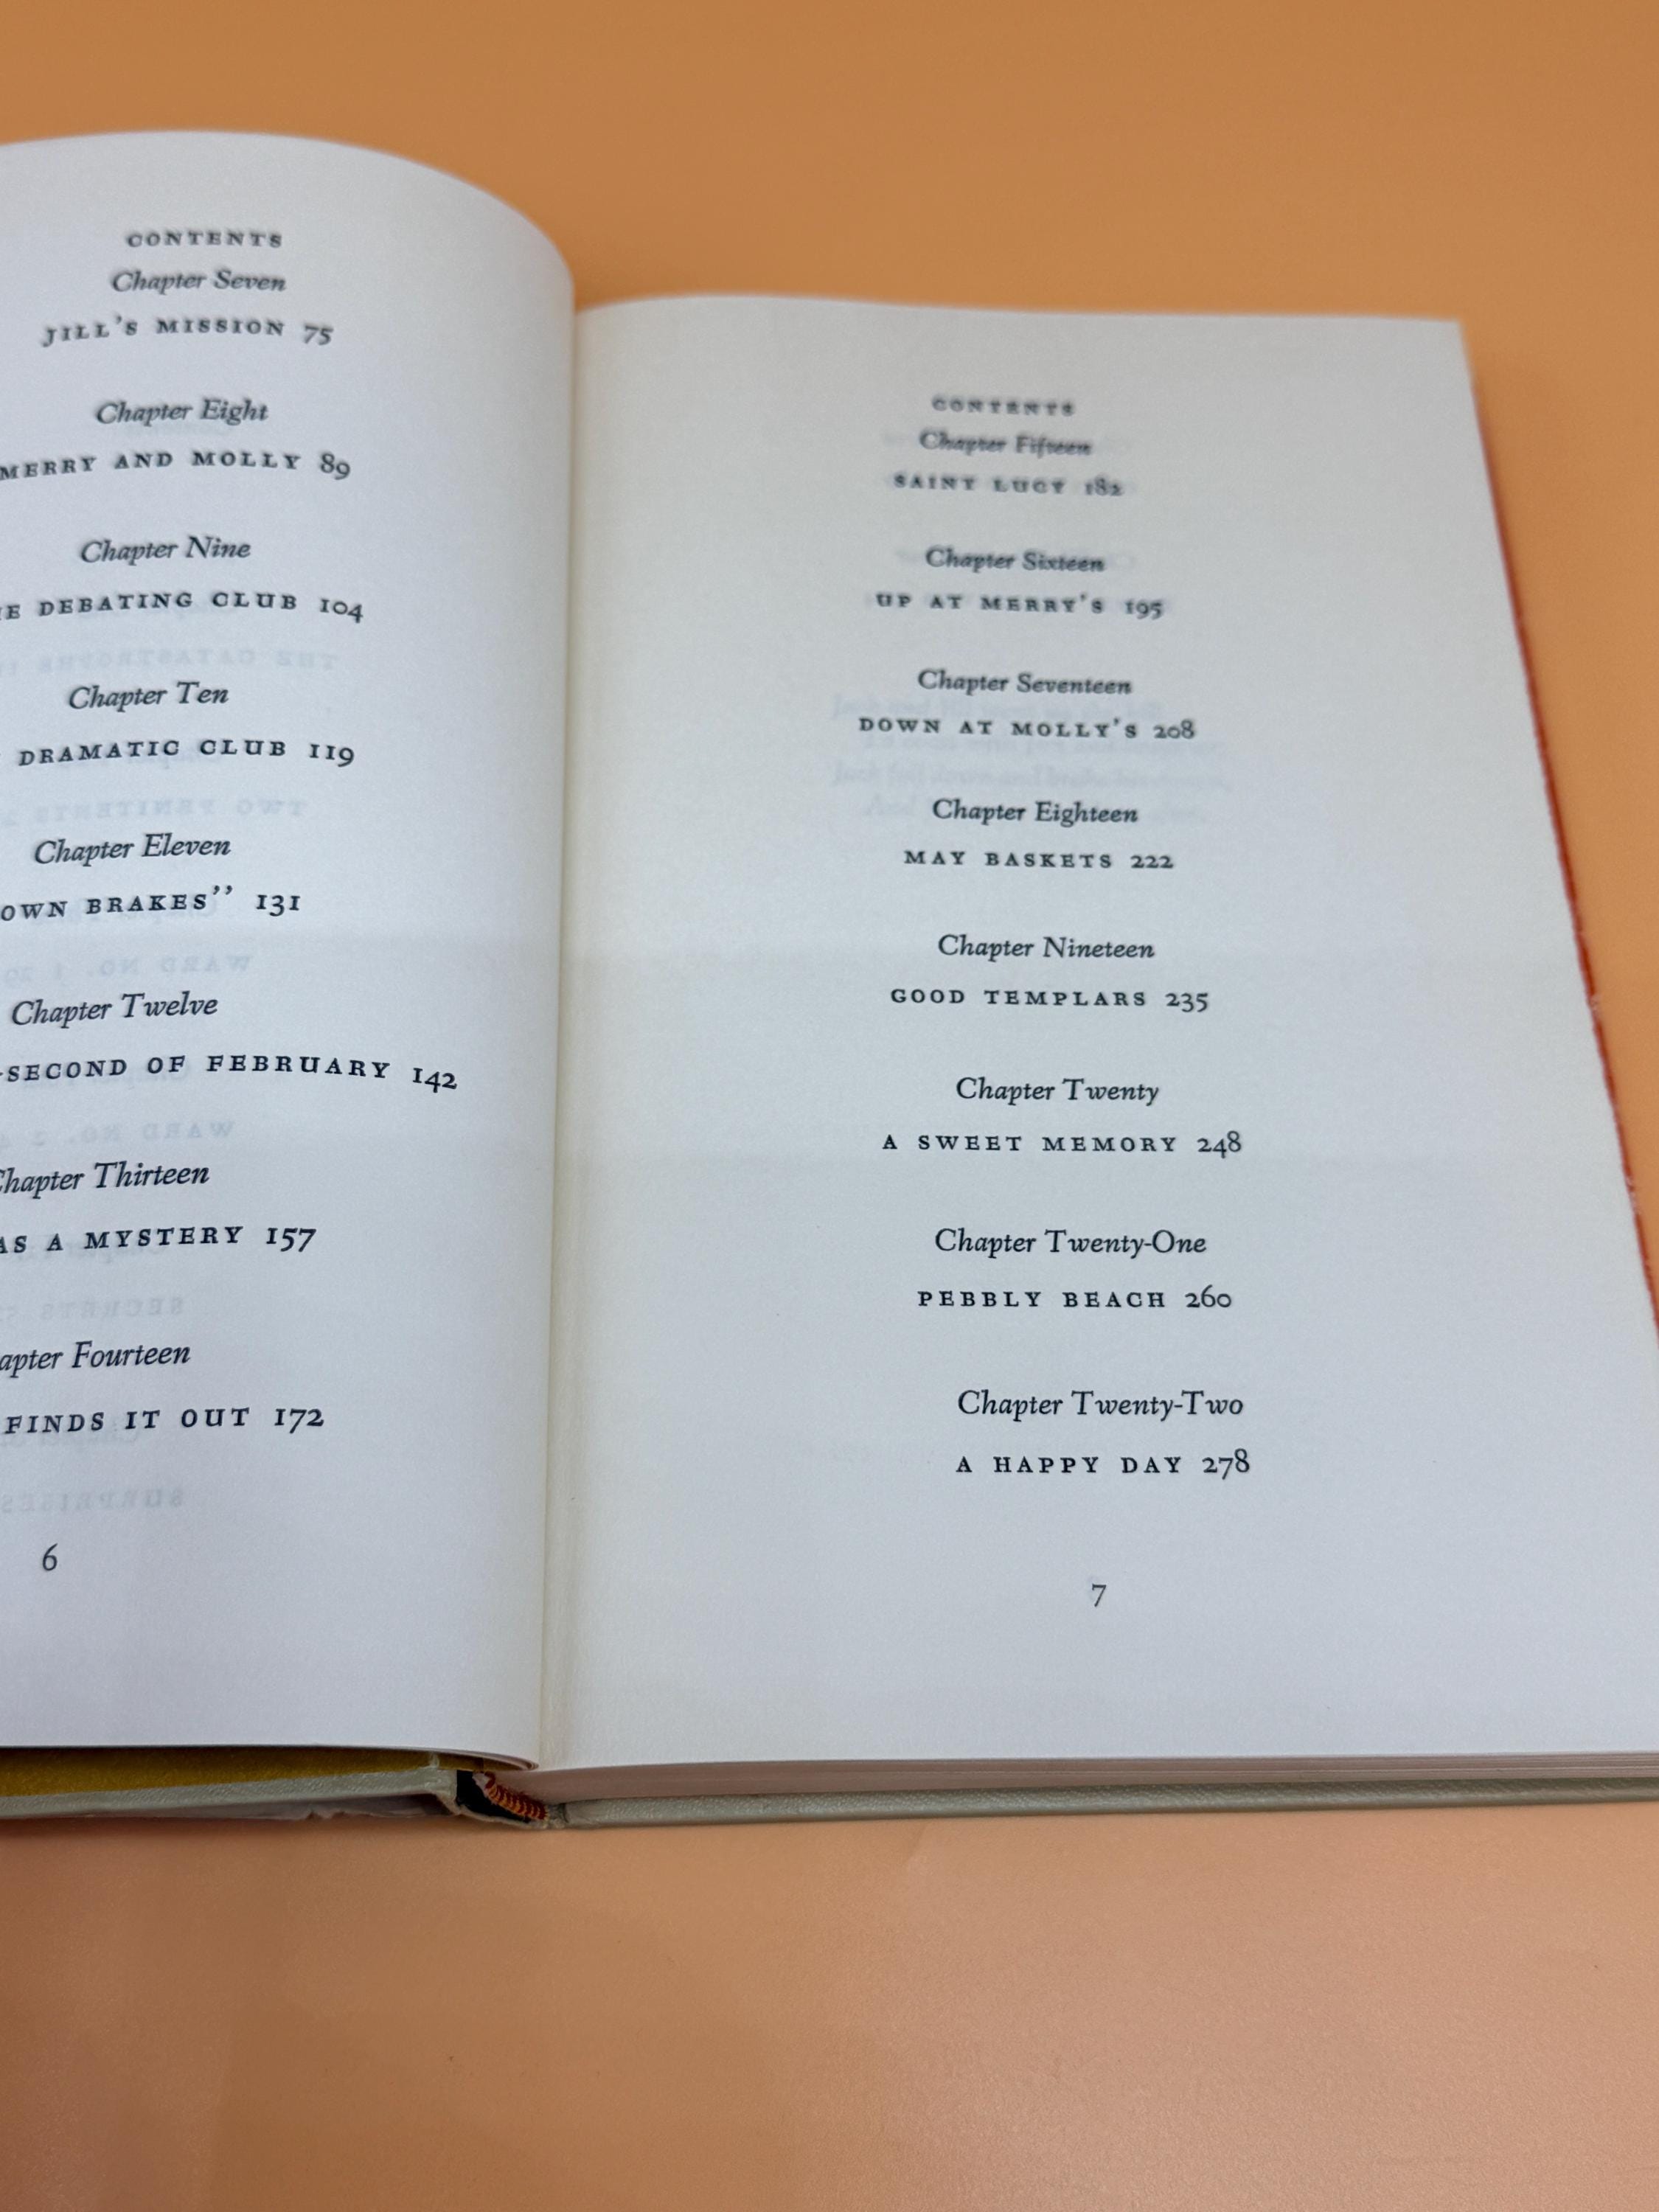 CONTENTS
Chapter Seven
JILL'S MISSION 75
Chapter Eight
MERRY AND MOLLY 89
Chapter Nine
DEBATING CLUB 104
Chapter Ten
DRAMATIC CLUB 119
Chapter Eleven
OWN BRAKES” 131
Chapter Twelve
-SECOND OF FEBRUARY 142
Chapter Thirteen
AS A MYSTERY 157
apter Fourteen
FINDS IT OUT 172
6
CONTENTS
Chapter Fifteen
SAINT LUCY 182
Chapter Sixteen
UP AT MERRY'S 195
Chapter Seventeen
DOWN AT MOLLY'S 208
Chapter Eighteen
MAY BASKETS 222
Chapter Nineteen
GOOD TEMPLARS 235
Chapter Twenty
A SWEET MEMORY 248
Chapter Twenty-One
PEBBLY BEACH 260
Chapter Twenty-Two
A HAPPY DAY 278
7